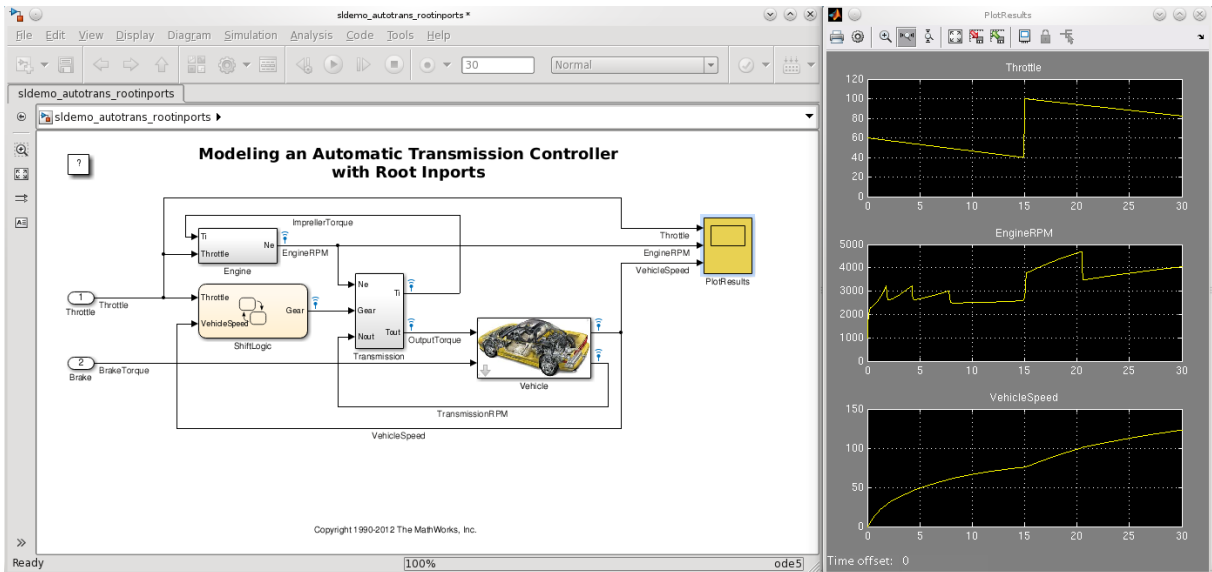 sldemo_autotrans_rootinports *
File Edit View Display Diagram Simulation Analysis Code Tools Help
30 Normal
sldemo_autotrans_rootinports
sldemo_autotrans_rootinports
?
Modeling an Automatic Transmission Controller
with Root Inports
ImprellerTorque
Ti
Throttle
Ne
Engine
EngineRPM
Throttle
EngineRPM
VehicleSpeed
PlotResults
1
Throttle
Throttle
Throttle
VehicleSpeed
Gear
ShiftLogic
Ne
Gear
Nout
Ti
Tout
Transmission
OutputTorque
Vehicle
2
Brake
BrakeTorque
TransmissionRPM
VehicleSpeed
Copyright 1990-2012 The MathWorks, Inc.
Ready 100% ode5
PlotResults
Throttle
120
100
80
60
40
20
0
0 5 10 15 20 25 30
EngineRPM
5000
4000
3000
2000
1000
0
0 5 10 15 20 25 30
VehicleSpeed
150
100
50
0
0 5 10 15 20 25 30
Time offset: 0